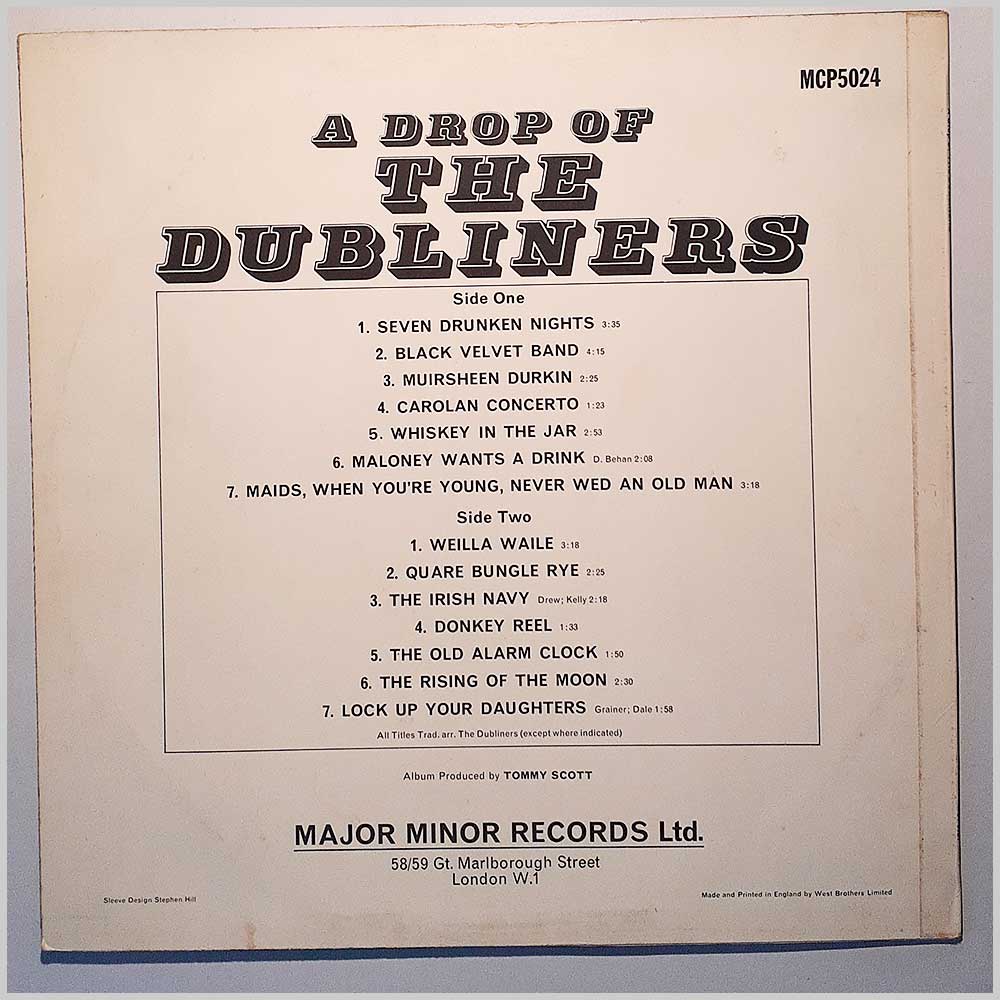 MCP5024
A DROP OF
THE
DUBLINERS
Side One
1. SEVEN DRUNKEN NIGHTS 3:35
2. BLACK VELVET BAND 4:15
3. MUIRSHEEN DURKIN 2:25
4. CAROLAN CONCERTO 1:23
5. WHISKEY IN THE JAR 2:53
6. MALONEY WANTS A DRINK D. Behan 2:08
7. MAIDS, WHEN YOU'RE YOUNG, NEVER WED AN OLD MAN 3:18
Side Two
1. WEILLA WAILE 3:18
2. QUARE BUNGLE RYE 2:25
3. THE IRISH NAVY Drew; Kelly 2:18
4. DONKEY REEL 1:33
5. THE OLD ALARM CLOCK 1:50
6. THE RISING OF THE MOON 2:30
7. LOCK UP YOUR DAUGHTERS Grainer; Dale 1:58
All Titles Trad. arr. The Dubliners (except where indicated)
Album Produced by TOMMY SCOTT
MAJOR MINOR RECORDS Ltd.
58/59 Gt. Marlborough Street
London W.1
Sleeve Design Stephen Hill
Made and Printed in England by West Brothers Limited